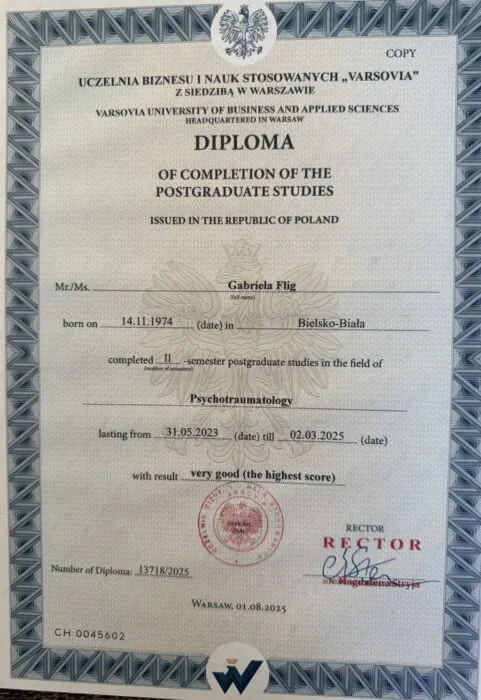 COPY
UCZELNIA BIZNESU I NAUK STOSOWANYCH „VARSOVIA”
Z SIEDZIBĄ W WARSZAWIE
VARSOVIA UNIVERSITY OF BUSINESS AND APPLIED SCIENCES
HEADQUARTERED IN WARSAW
DIPLOMA
OF COMPLETION OF THE
POSTGRADUATE STUDIES
ISSUED IN THE REPUBLIC OF POLAND
Mr./Ms. Gabriela Flig
(full name)
born on 14.11.1974 (date) in Bielsko-Biała
completed II -semester postgraduate studies in the field of
(number of semesters)
Psychotraumatology
lasting from 31.05.2023 (date) till 02.03.2025 (date)
with result very good (the highest score)
RECTOR
RECTOR
Magdalena Stryja
Number of Diploma: 13718/2025
Warsaw, 01.08.2025
CH 0045602